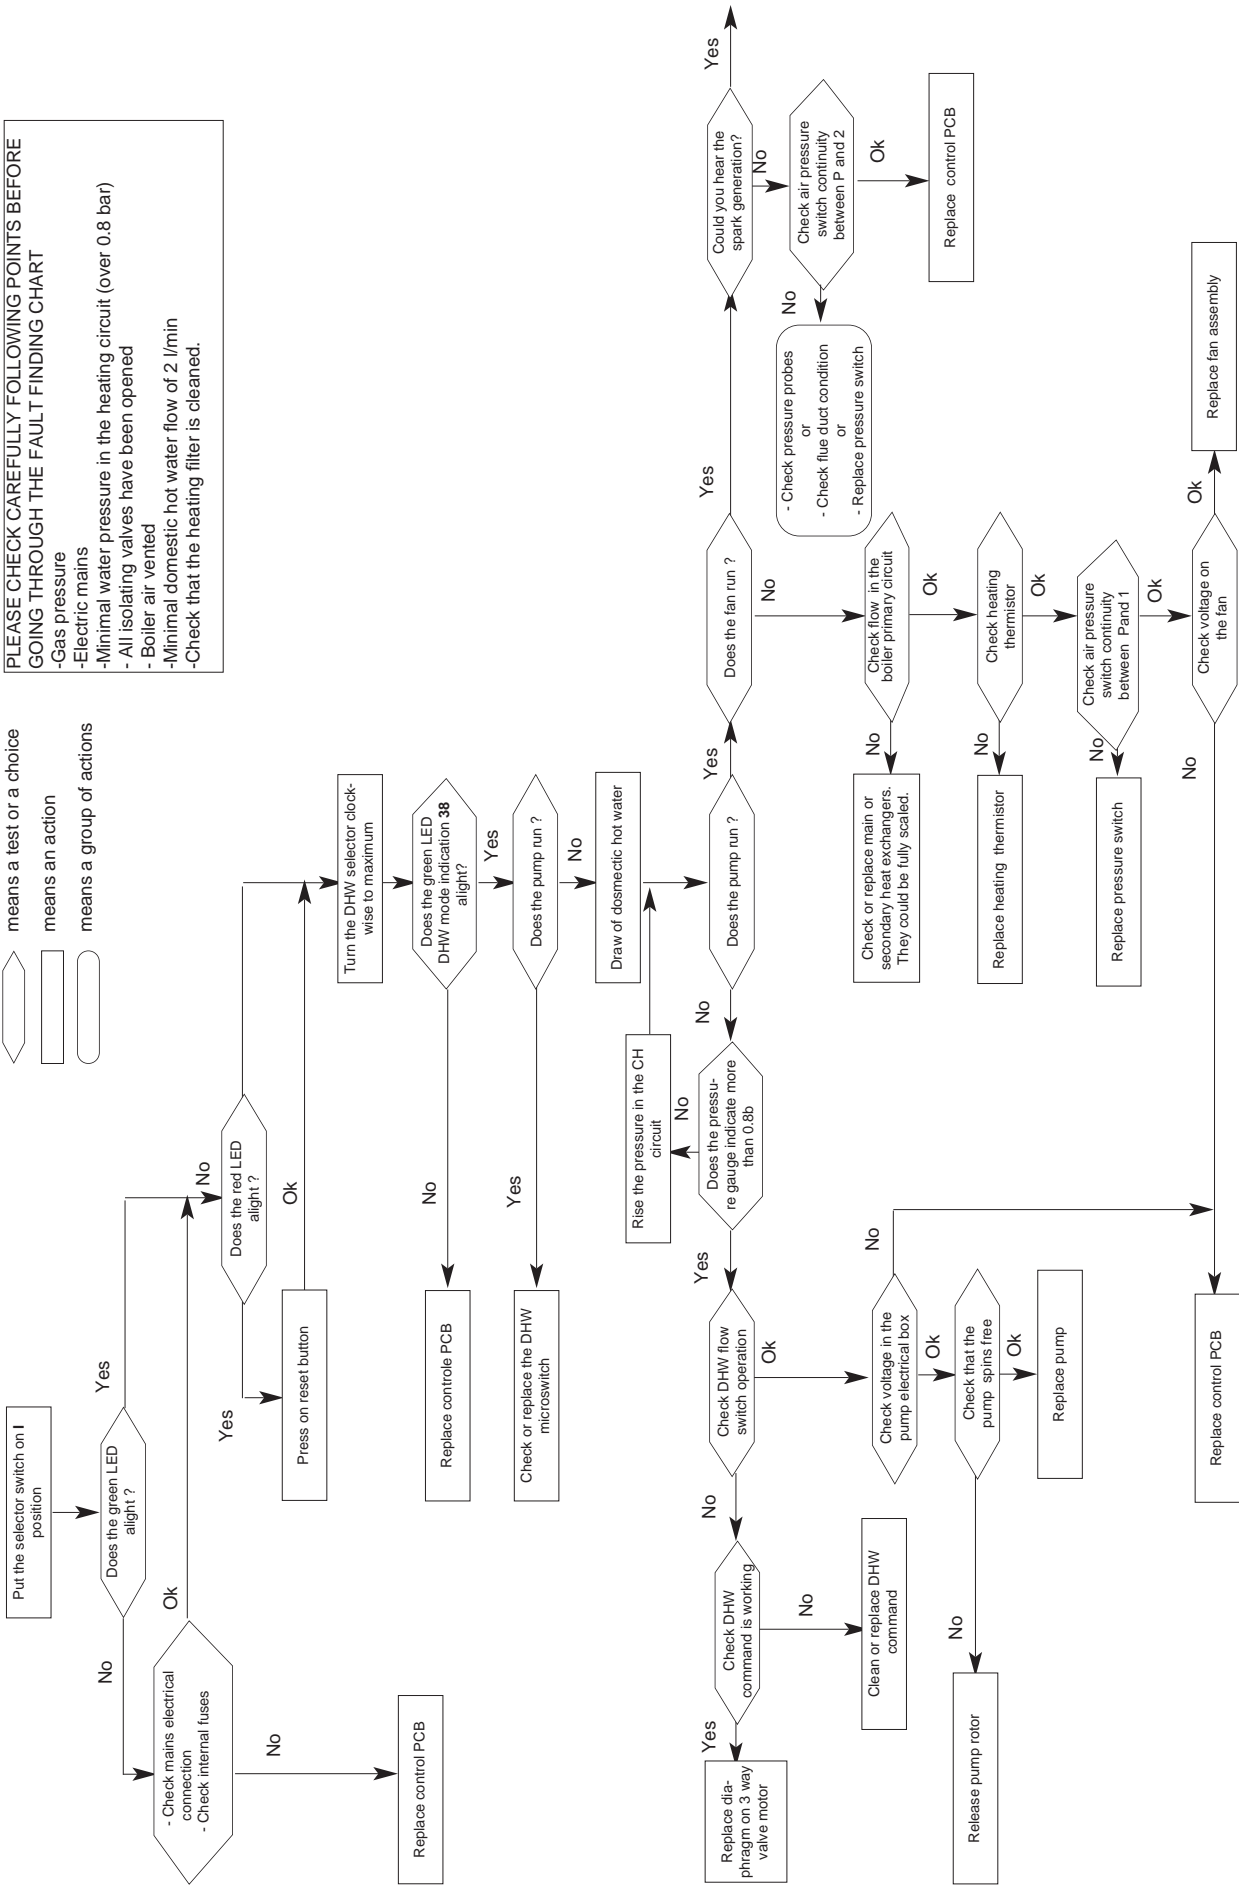 PLEASE CHECK CAREFULLY FOLLOWING POINTS BEFORE
GOING THROUGH THE FAULT FINDING CHART
-Gas pressure
-Electric mains
-Minimal water pressure in the heating circuit (over 0.8 bar)
- All isolating valves have been opened
- Boiler air vented
-Minimal domestic hot water flow of 2 l/min
-Check that the heating filter is cleaned.
means a test or a choice
means an action
means a group of actions
Put the selector switch on I
position
Does the green LED
alight ?
Yes
No
- Check mains electrical
connection
- Check internal fuses
Ok
No
Replace control PCB
No
Does the red LED
alight ?
Yes
Press on reset button
Ok
Turn the DHW selector clock-
wise to maximum
Does the green LED
DHW mode indication 38
alight?
No
Replace controle PCB
Yes
Does the pump run ?
Yes
Check or replace the DHW
microswitch
No
Draw of dosmectic hot water
Does the pump run ?
No
Does the pressu-
re gauge indicate more
than 0.8b
No
Rise the pressure in the CH
circuit
Yes
Check DHW flow
switch operation
No
Check DHW
command is working
Yes
Replace dia-
phragm on 3 way
valve motor
No
Clean or replace DHW
command
Ok
Check voltage in the
pump electrical box
No
Ok
Check that the
pump spins free
No
Release pump rotor
Ok
Replace pump
Yes
Does the fan run ?
Yes
Could you hear the
spark generation?
Yes
No
Check air pressure
switch continuity
between P and 2
No
- Check pressure probes
or
- Check flue duct condition
or
- Replace pressure switch
Ok
Replace control PCB
No
Check flow in the
boiler primary circuit
No
Check or replace main or
secondary heat exchangers.
They could be fully scaled.
Ok
Check heating
thermistor
No
Replace heating thermistor
Ok
Check air pressure
switch continuity
between Pand 1
No
Replace pressure switch
Ok
Check voltage on
the fan
Ok
Replace fan assembly
No
Replace control PCB